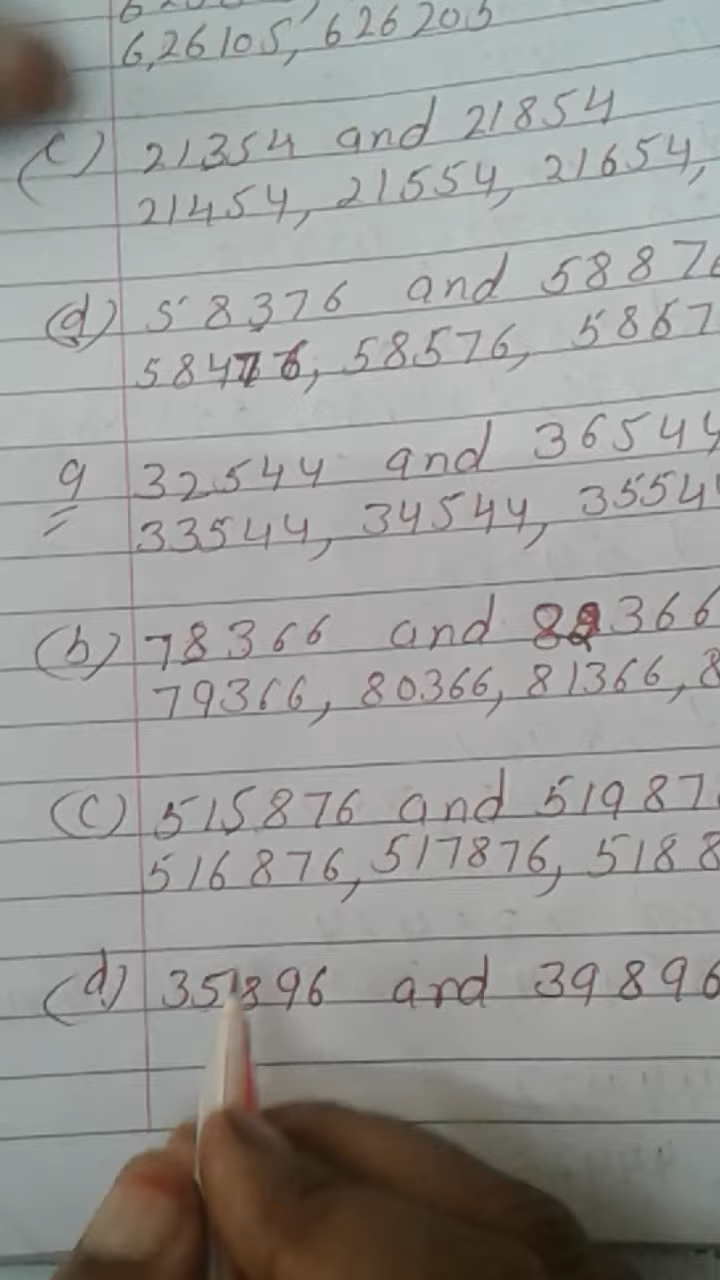 6,26105, 626205
(c) 21354 and 21854
21454, 21554, 21654,
(d) 58376 and 5887
58476, 58576, 5867
9 32544 and 36544
33544, 34544, 3554
(b) 78366 and 82366
79366, 80366, 81366, 8
(c) 515876 and 51987
516876, 517876, 5188
(d) 35896 and 39896